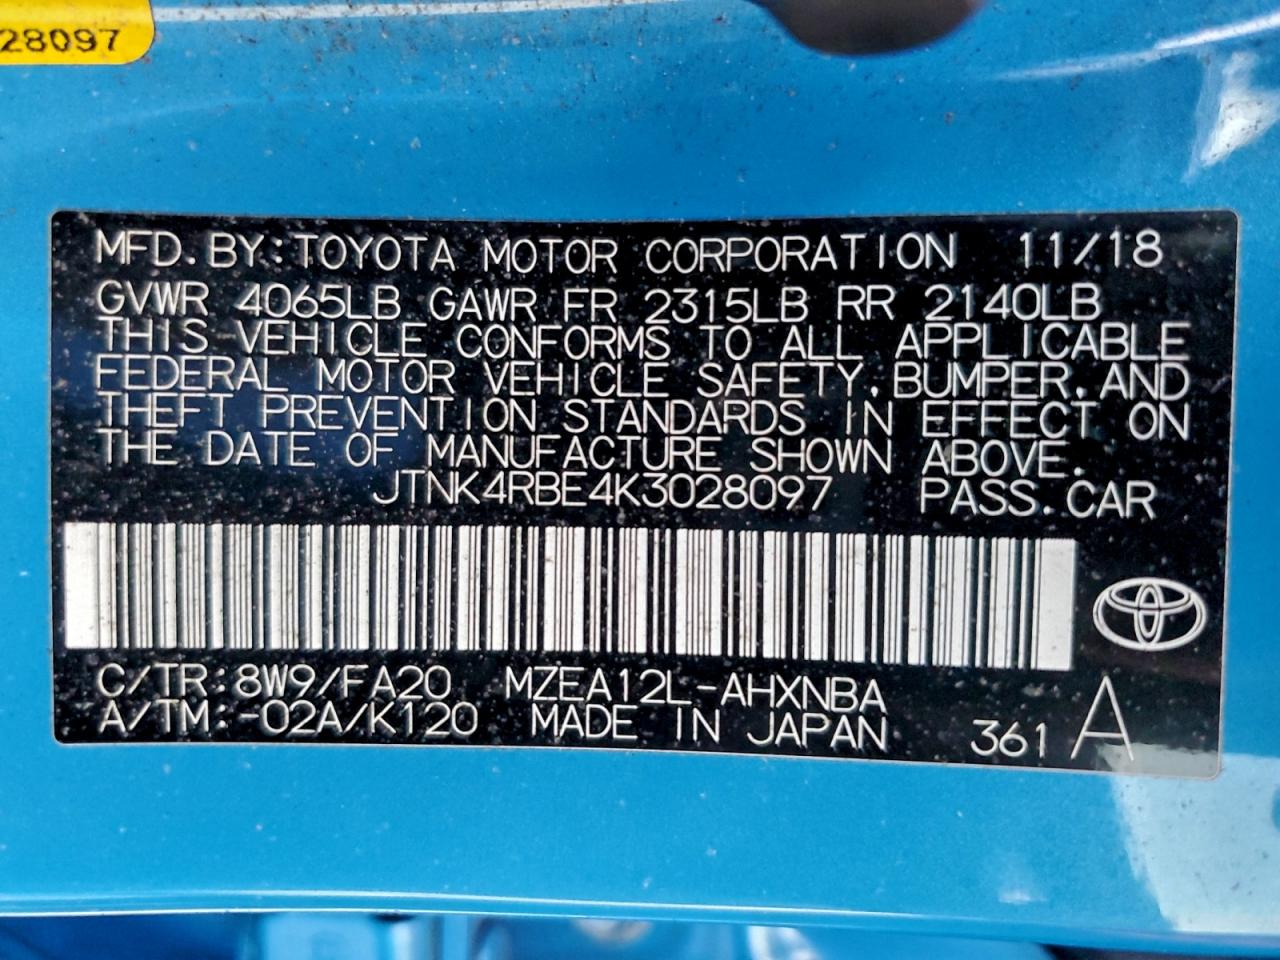 28097
MFD. BY: TOYOTA MOTOR CORPORATION 11/18
GVWR 4065LB GAWR FR 2315LB RR 2140LB
THIS VEHICLE CONFORMS TO ALL APPLICABLE
FEDERAL MOTOR VEHICLE SAFETY, BUMPER, AND
THEFT PREVENTION STANDARDS IN EFFECT ON
THE DATE OF MANUFACTURE SHOWN ABOVE.
JTNK4RBE4K3028097 PASS. CAR
C/TR: 8W9/FA20 MZEA12L-AHXNBA
A/TM: -02A/K120 MADE IN JAPAN 361 A